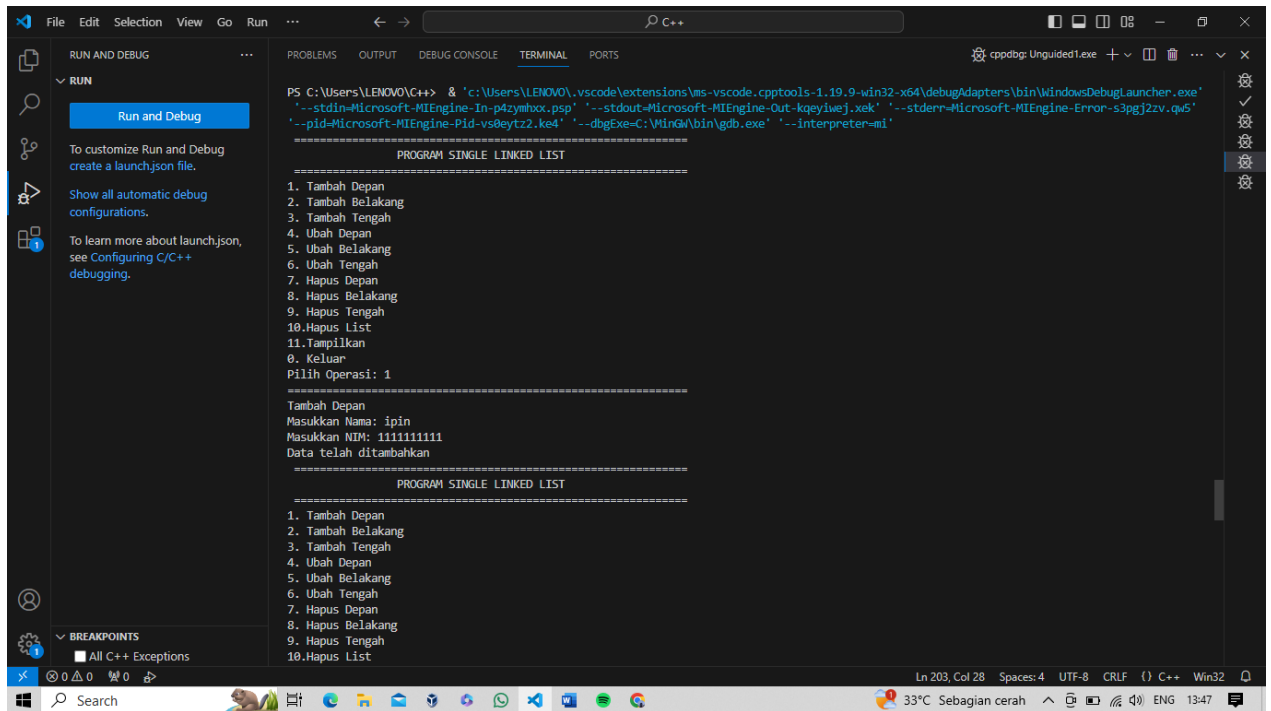 File Edit Selection View Go Run ··· C++
RUN AND DEBUG ···
RUN
Run and Debug
To customize Run and Debug
create a launch.json file.
Show all automatic debug
configurations.
To learn more about launch.json,
see Configuring C/C++
debugging.
1
BREAKPOINTS
All C++ Exceptions
1
PROBLEMS OUTPUT DEBUG CONSOLE TERMINAL PORTS cppdbg: Unguided1.exe
PS C:\Users\LENOVO\C++> & 'c:\Users\LENOVO\.vscode\extensions\ms-vscode.cpptools-1.19.9-win32-x64\debugAdapters\bin\WindowsDebugLauncher.exe'
'--stdin=Microsoft-MIEngine-In-p4zymhxx.psp' '--stdout=Microsoft-MIEngine-Out-kqeyiwej.xek' '--stderr=Microsoft-MIEngine-Error-s3pgj2zv.qw5'
'--pid=Microsoft-MIEngine-Pid-vs0eytz2.ke4' '--dbgExe=C:\MinGW\bin\gdb.exe' '--interpreter=mi'
============================================================
PROGRAM SINGLE LINKED LIST
============================================================
1. Tambah Depan
2. Tambah Belakang
3. Tambah Tengah
4. Ubah Depan
5. Ubah Belakang
6. Ubah Tengah
7. Hapus Depan
8. Hapus Belakang
9. Hapus Tengah
10.Hapus List
11.Tampilkan
0. Keluar
Pilih Operasi: 1
=============================================================
Tambah Depan
Masukkan Nama: ipin
Masukkan NIM: 1111111111
Data telah ditambahkan
============================================================
PROGRAM SINGLE LINKED LIST
============================================================
1. Tambah Depan
2. Tambah Belakang
3. Tambah Tengah
4. Ubah Depan
5. Ubah Belakang
6. Ubah Tengah
7. Hapus Depan
8. Hapus Belakang
9. Hapus Tengah
10.Hapus List
0 0 0 Ln 203, Col 28 Spaces: 4 UTF-8 CRLF {} C++ Win32
Search 33°C Sebagian cerah ENG 13:47